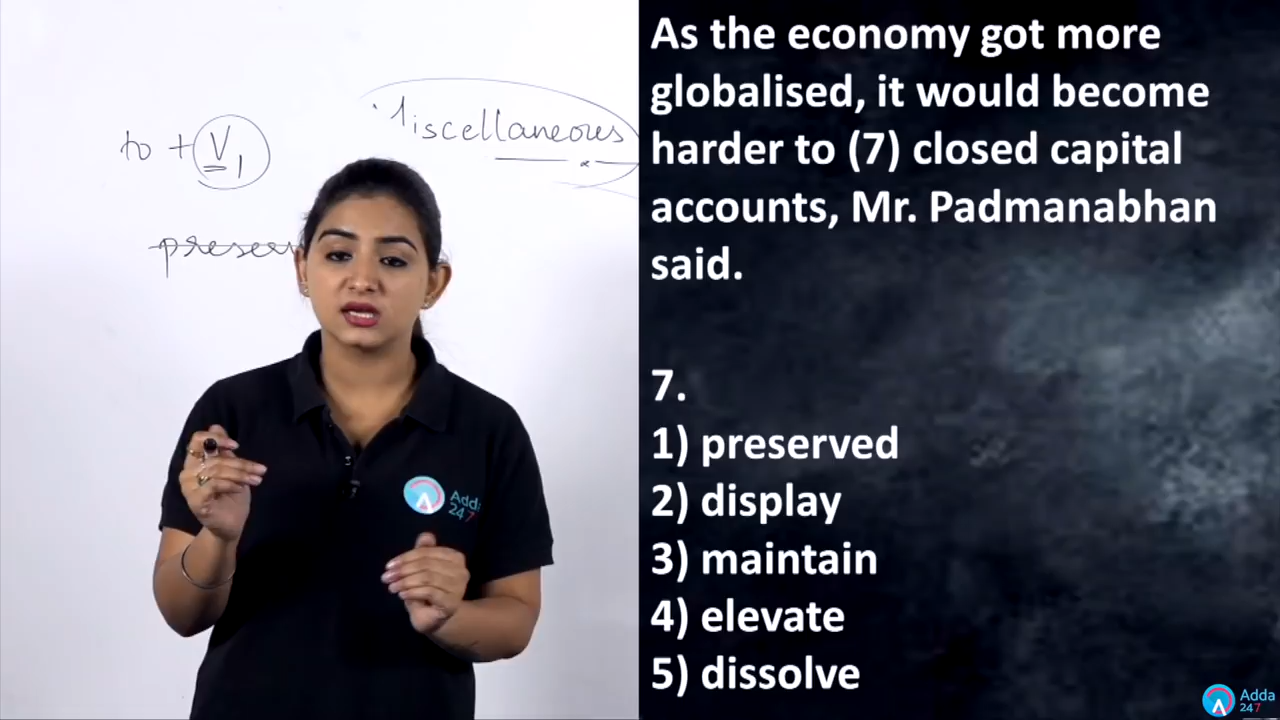 to + V1
laneous
As the economy got more
globalised, it would become
harder to (7) closed capital
accounts, Mr. Padmanabhan
said.
7.
1) preserved
2) display
3) maintain
4) elevate
5) dissolve
Adda
247
Adda
247